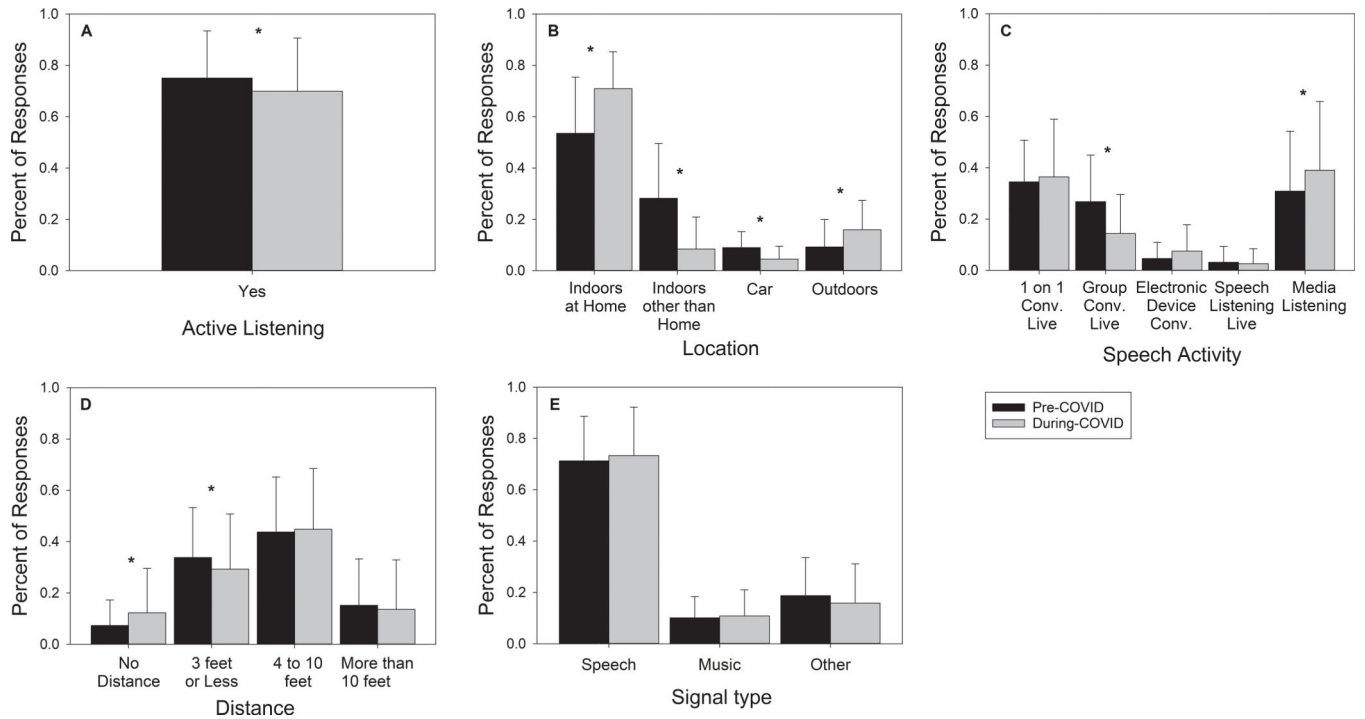 A
*
Percent of Responses
1.0
0.8
0.6
0.4
0.2
0.0
Yes
Active Listening
B
*
*
*
*
Percent of Responses
1.0
0.8
0.6
0.4
0.2
0.0
Indoors
at Home
Indoors
other than
Home
Car
Outdoors
Location
C
*
*
Percent of Responses
1.0
0.8
0.6
0.4
0.2
0.0
1 on 1
Conv.
Live
Group
Conv.
Live
Electronic
Device
Conv.
Speech
Listening
Live
Media
Listening
Speech Activity
Pre-COVID
During-COVID
D
*
*
Percent of Responses
1.0
0.8
0.6
0.4
0.2
0.0
No
Distance
3 feet
or Less
4 to 10
feet
More than
10 feet
Distance
E
Percent of Responses
1.0
0.8
0.6
0.4
0.2
0.0
Speech
Music
Other
Signal type